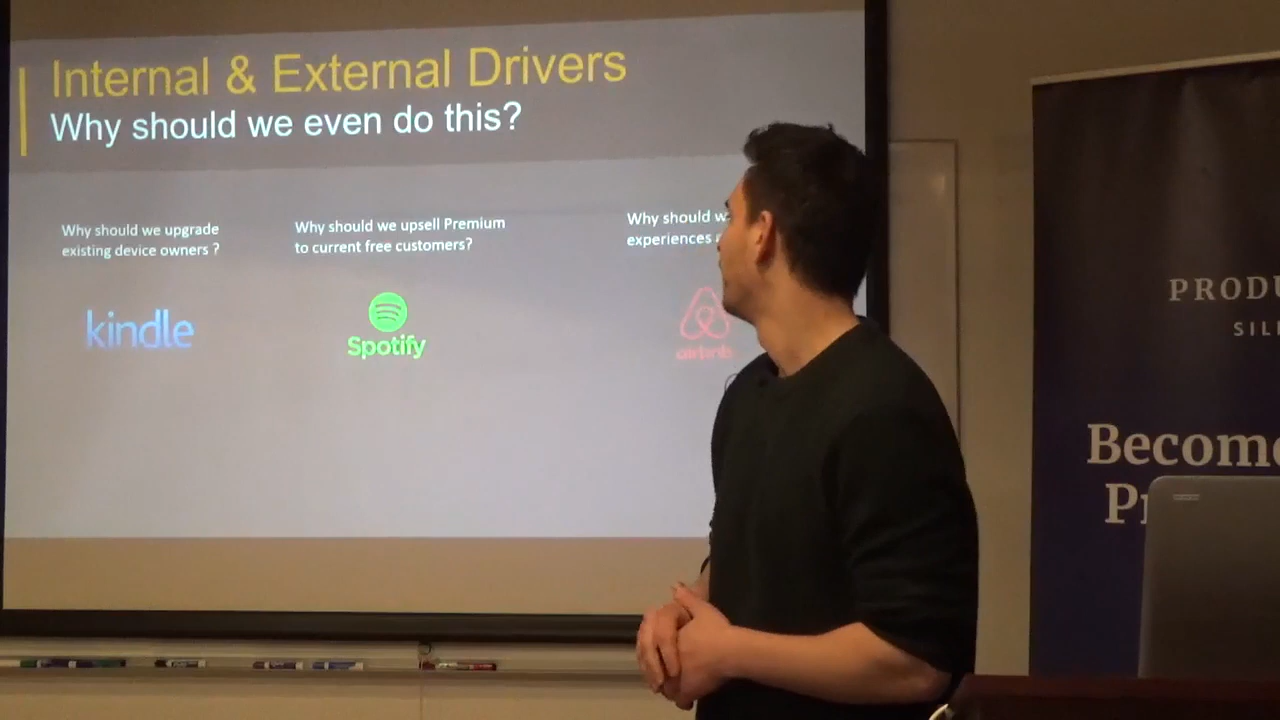 Internal & External Drivers
Why should we even do this?
Why should we upgrade
existing device owners ?
Why should we upsell Premium
to current free customers?
Why should
experiences
kindle
Spotify
airbnb
PRODU
SILI
Become
Pr